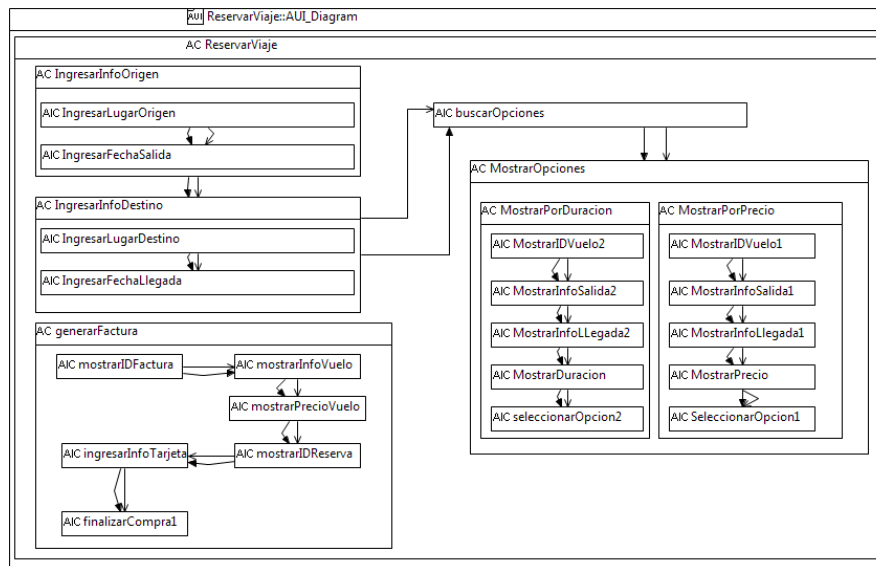 AUI ReservarViaje::AUI_Diagram
AC ReservarViaje
AC IngresarInfoOrigen
AIC IngresarLugarOrigen
AIC IngresarFechaSalida
AC IngresarInfoDestino
AIC IngresarLugarDestino
AIC IngresarFechaLlegada
AIC buscarOpciones
AC MostrarOpciones
AC MostrarPorDuracion
AIC MostrarIDVuelo2
AIC MostrarInfoSalida2
AIC MostrarInfoLLegada2
AIC MostrarDuracion
AIC seleccionarOpcion2
AC MostrarPorPrecio
AIC MostrarIDVuelo1
AIC MostrarInfoSalida1
AIC MostrarInfoLlegada1
AIC MostrarPrecio
AIC SeleccionarOpcion1
AC generarFactura
AIC mostrarIDFactura
AIC mostrarInfoVuelo
AIC mostrarPrecioVuelo
AIC mostrarIDReserva
AIC ingresarInfoTarjeta
AIC finalizarCompra1